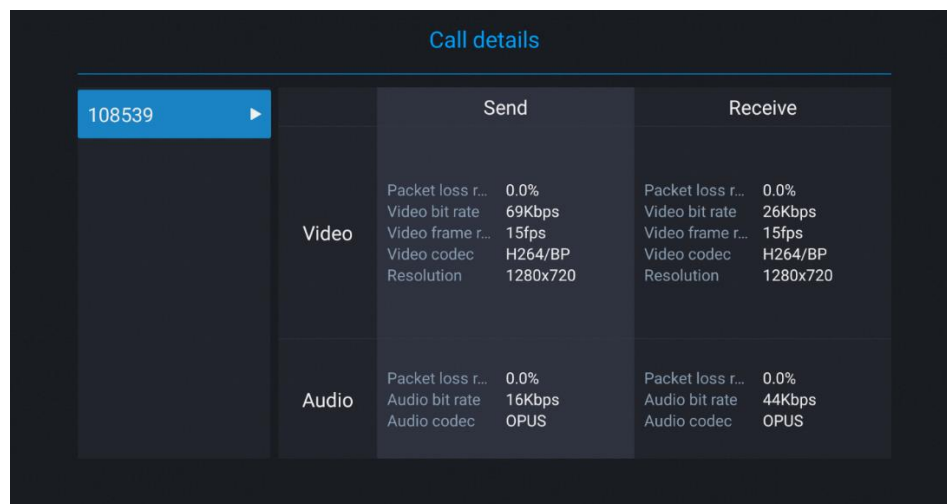 Call details
108539
Send Receive
Video
Packet loss r... 0.0% Packet loss r... 0.0%
Video bit rate 69Kbps Video bit rate 26Kbps
Video frame r... 15fps Video frame r... 15fps
Video codec H264/BP Video codec H264/BP
Resolution 1280x720 Resolution 1280x720
Audio
Packet loss r... 0.0% Packet loss r... 0.0%
Audio bit rate 16Kbps Audio bit rate 44Kbps
Audio codec OPUS Audio codec OPUS